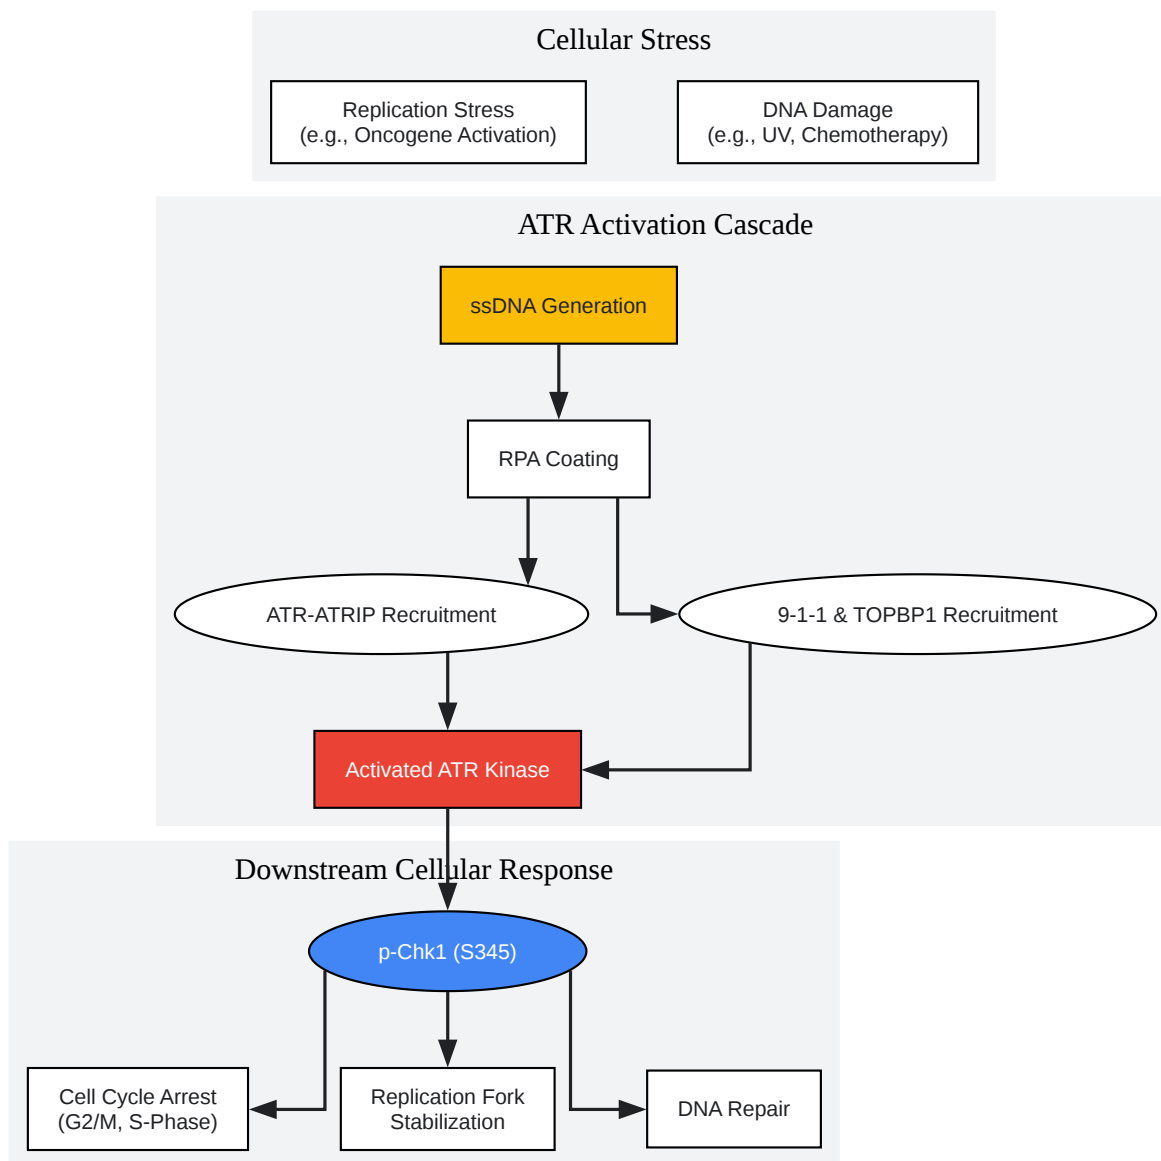 Cellular Stress
Replication Stress
(e.g., Oncogene Activation)
DNA Damage
(e.g., UV, Chemotherapy)
ATR Activation Cascade
ssDNA Generation
RPA Coating
ATR-ATRIP Recruitment
9-1-1 & TOPBP1 Recruitment
Activated ATR Kinase
Downstream Cellular Response
p-Chk1 (S345)
Cell Cycle Arrest
(G2/M, S-Phase)
Replication Fork
Stabilization
DNA Repair